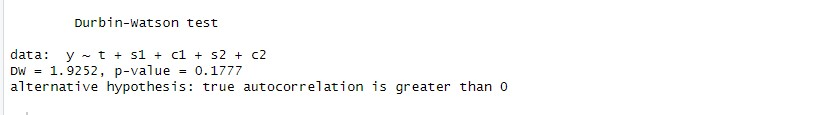 Durbin-Watson test
data: y ~ t + s1 + c1 + s2 + c2
DW = 1.9252, p-value = 0.1777
alternative hypothesis: true autocorrelation is greater than 0